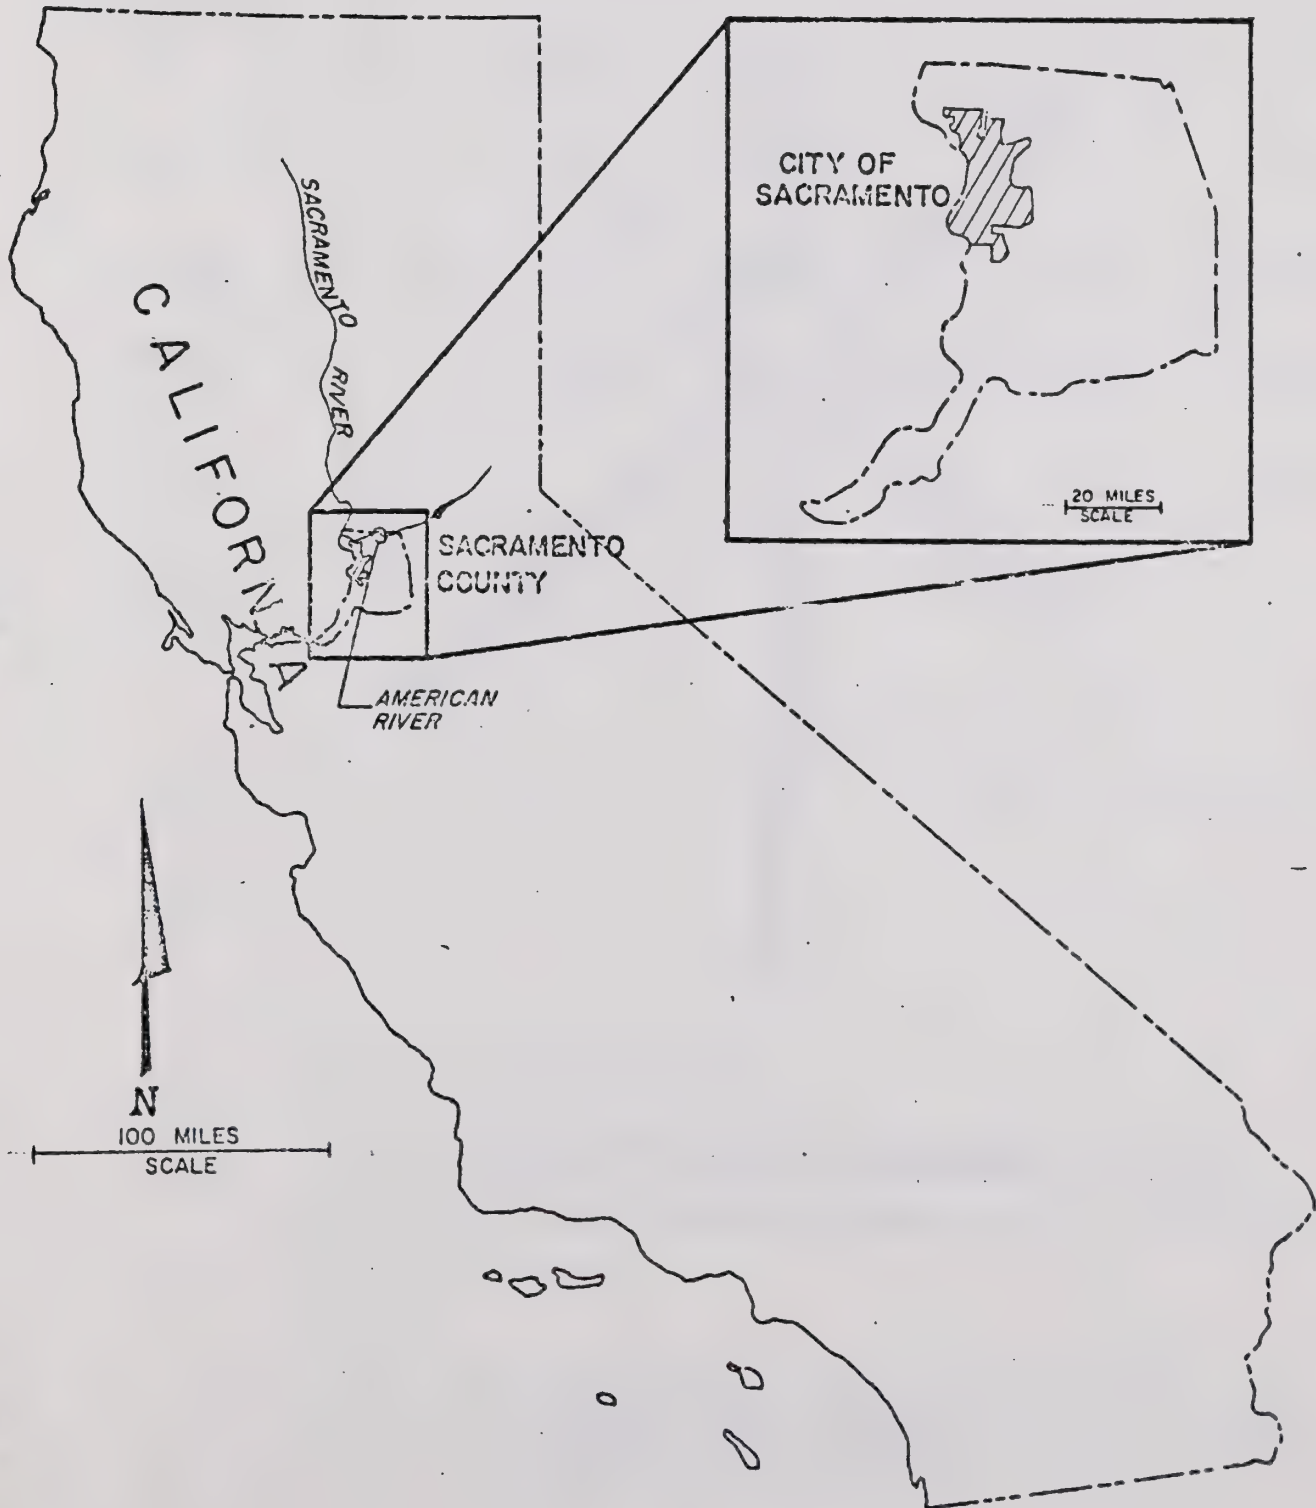 CITY OF
SACRAMENTO
20 MILES
SCALE
SACRAMENTO
RIVER
CALIFORNIA
SACRAMENTO
COUNTY
AMERICAN
RIVER
N
100 MILES
SCALE